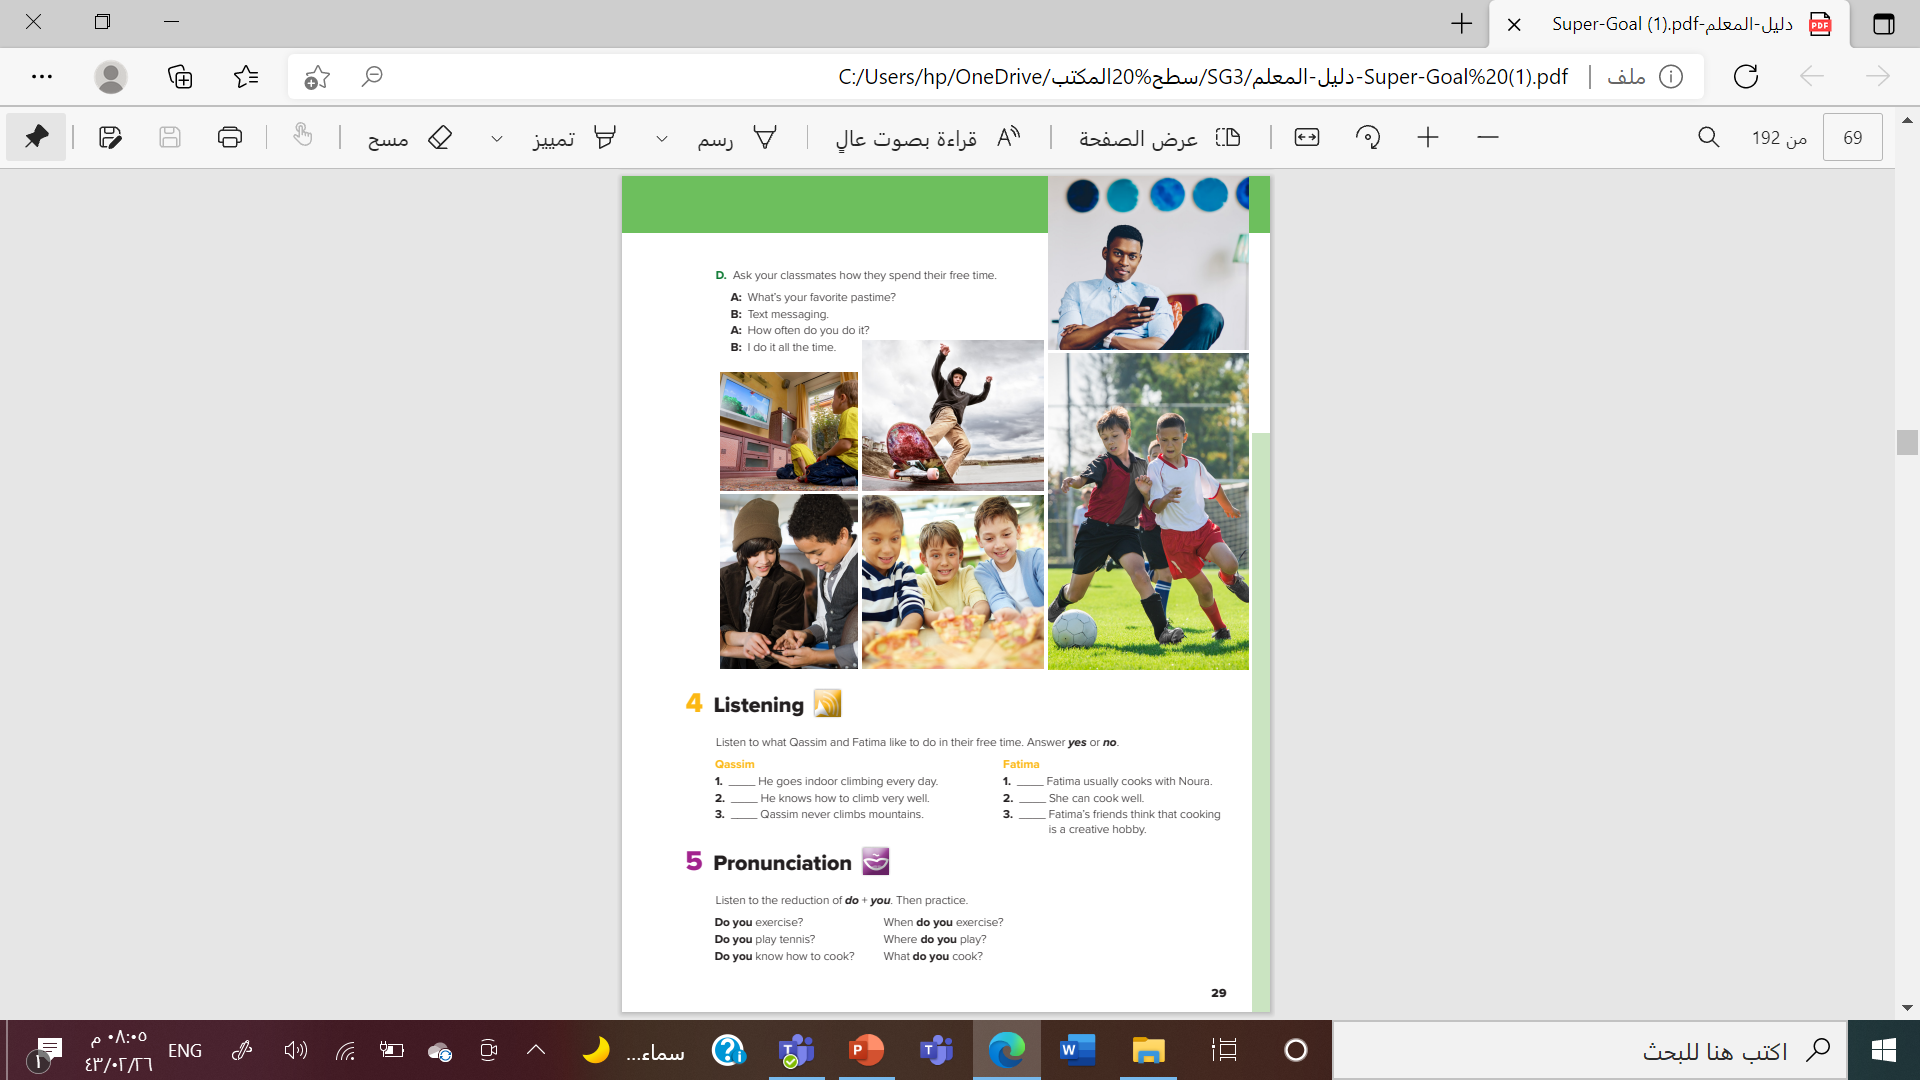 دليل-المعلم-Super-Goal (1).pdf
ملف
C:/Users/hp/OneDrive/سطح%20المكتب/SG3/دليل-المعلم-Super-Goal%20(1).pdf
69
من 192
عرض الصفحة
قراءة بصوت عالٍ
رسم
تمييز
مسح
D. Ask your classmates how they spend their free time.
A: What's your favorite pastime?
B: Text messaging.
A: How often do you do it?
B: I do it all the time.
4 Listening
Listen to what Qassim and Fatima like to do in their free time. Answer yes or no.
Qassim
1. ____ He goes indoor climbing every day.
2. ____ He knows how to climb very well.
3. ____ Qassim never climbs mountains.
Fatima
1. ____ Fatima usually cooks with Noura.
2. ____ She can cook well.
3. ____ Fatima's friends think that cooking
is a creative hobby.
5 Pronunciation
Listen to the reduction of do + you. Then practice.
Do you exercise?
Do you play tennis?
Do you know how to cook?
When do you exercise?
Where do you play?
What do you cook?
29
اكتب هنا للبحث
سماء...
ENG
٠٨:٠٥ م
٤٣/٠٢/٢٦
١